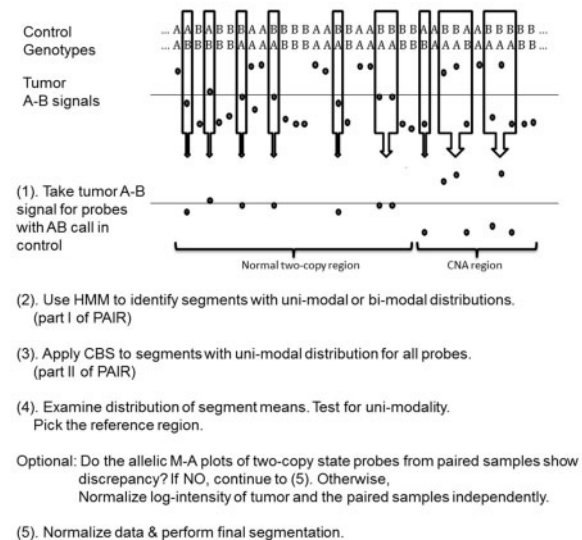 Control
Genotypes
Tumor
A-B signals
(1). Take tumor A-B
signal for probes
with AB call in
control
Normal two-copy region
CNA region
(2). Use HMM to identify segments with uni-modal or bi-modal distributions.
(part I of PAIR)
(3). Apply CBS to segments with uni-modal distribution for all probes.
(part II of PAIR)
(4). Examine distribution of segment means. Test for uni-modality.
Pick the reference region.
Optional: Do the allelic M-A plots of two-copy state probes from paired samples show
discrepancy? If NO, continue to (5). Otherwise,
Normalize log-intensity of tumor and the paired samples independently.
(5). Normalize data & perform final segmentation.